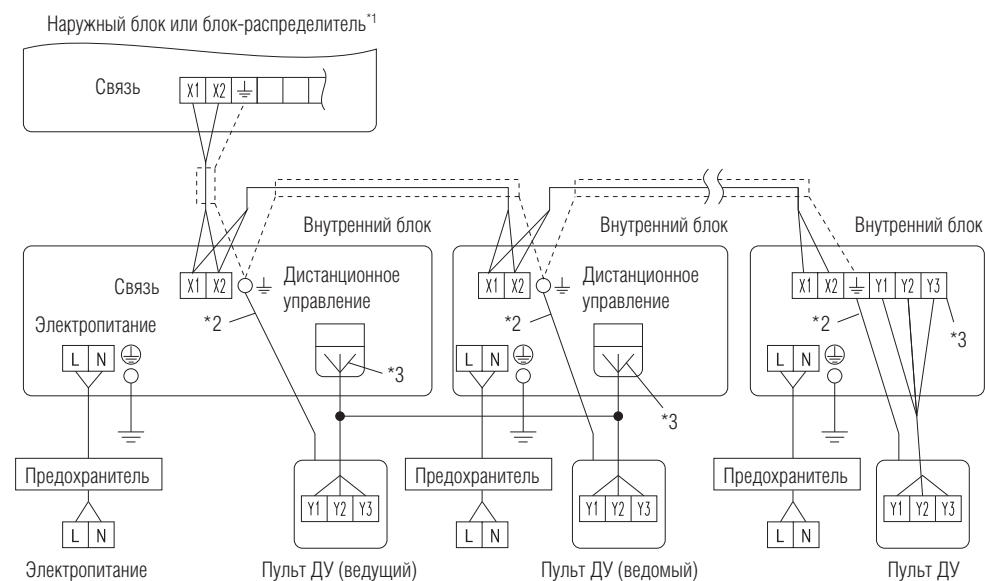 Наружный блок или блок-распределитель*1
Связь
X1 X2
Внутренний блок
Внутренний блок
Внутренний блок
Связь
X1 X2
Дистанционное
управление
X1 X2
Дистанционное
управление
X1 X2 Y1 Y2 Y3
Электропитание
*2
*2
*2
*3
L N
*3
L N
*3
L N
Предохранитель
Предохранитель
Предохранитель
Y1 Y2 Y3
Y1 Y2 Y3
Y1 Y2 Y3
L N
L N
L N
Электропитание
Пульт ДУ (ведущий)
Пульт ДУ (ведомый)
Пульт ДУ